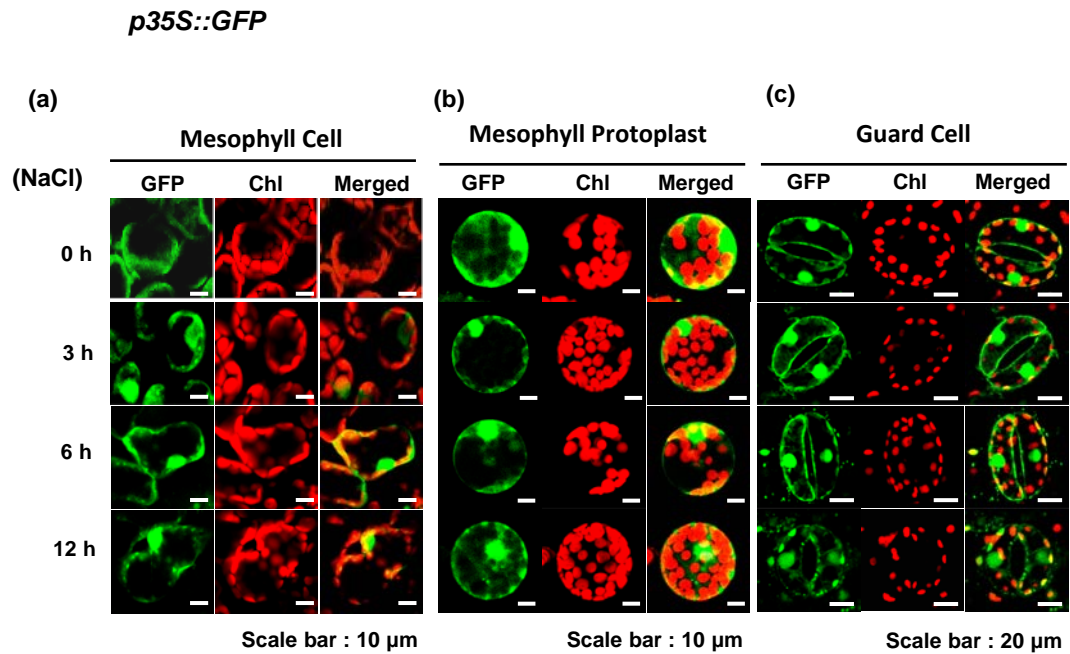 p35S::GFP
(a)
(b)
(c)
Mesophyll Cell
Mesophyll Protoplast
Guard Cell
(NaCl)
GFP Chl Merged
GFP Chl Merged
GFP Chl Merged
0 h
3 h
6 h
12 h
Scale bar : 10 µm
Scale bar : 10 µm
Scale bar : 20 µm